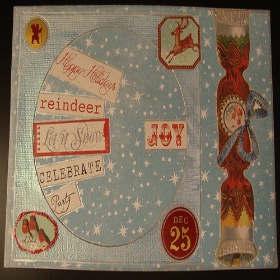 Happy Holidays
reindeer
Let it Snow
JOY
CELEBRATE
Party
DEC
25